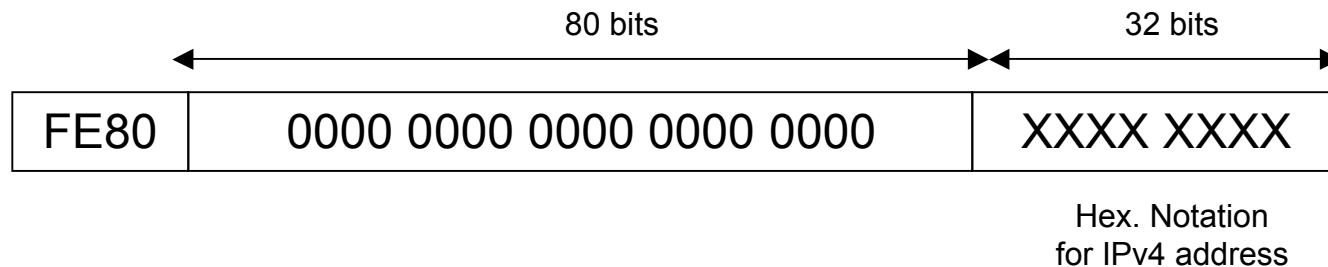 80 bits
32 bits
FE80
0000 0000 0000 0000 0000
XXXX XXXX
Hex. Notation
for IPv4 address